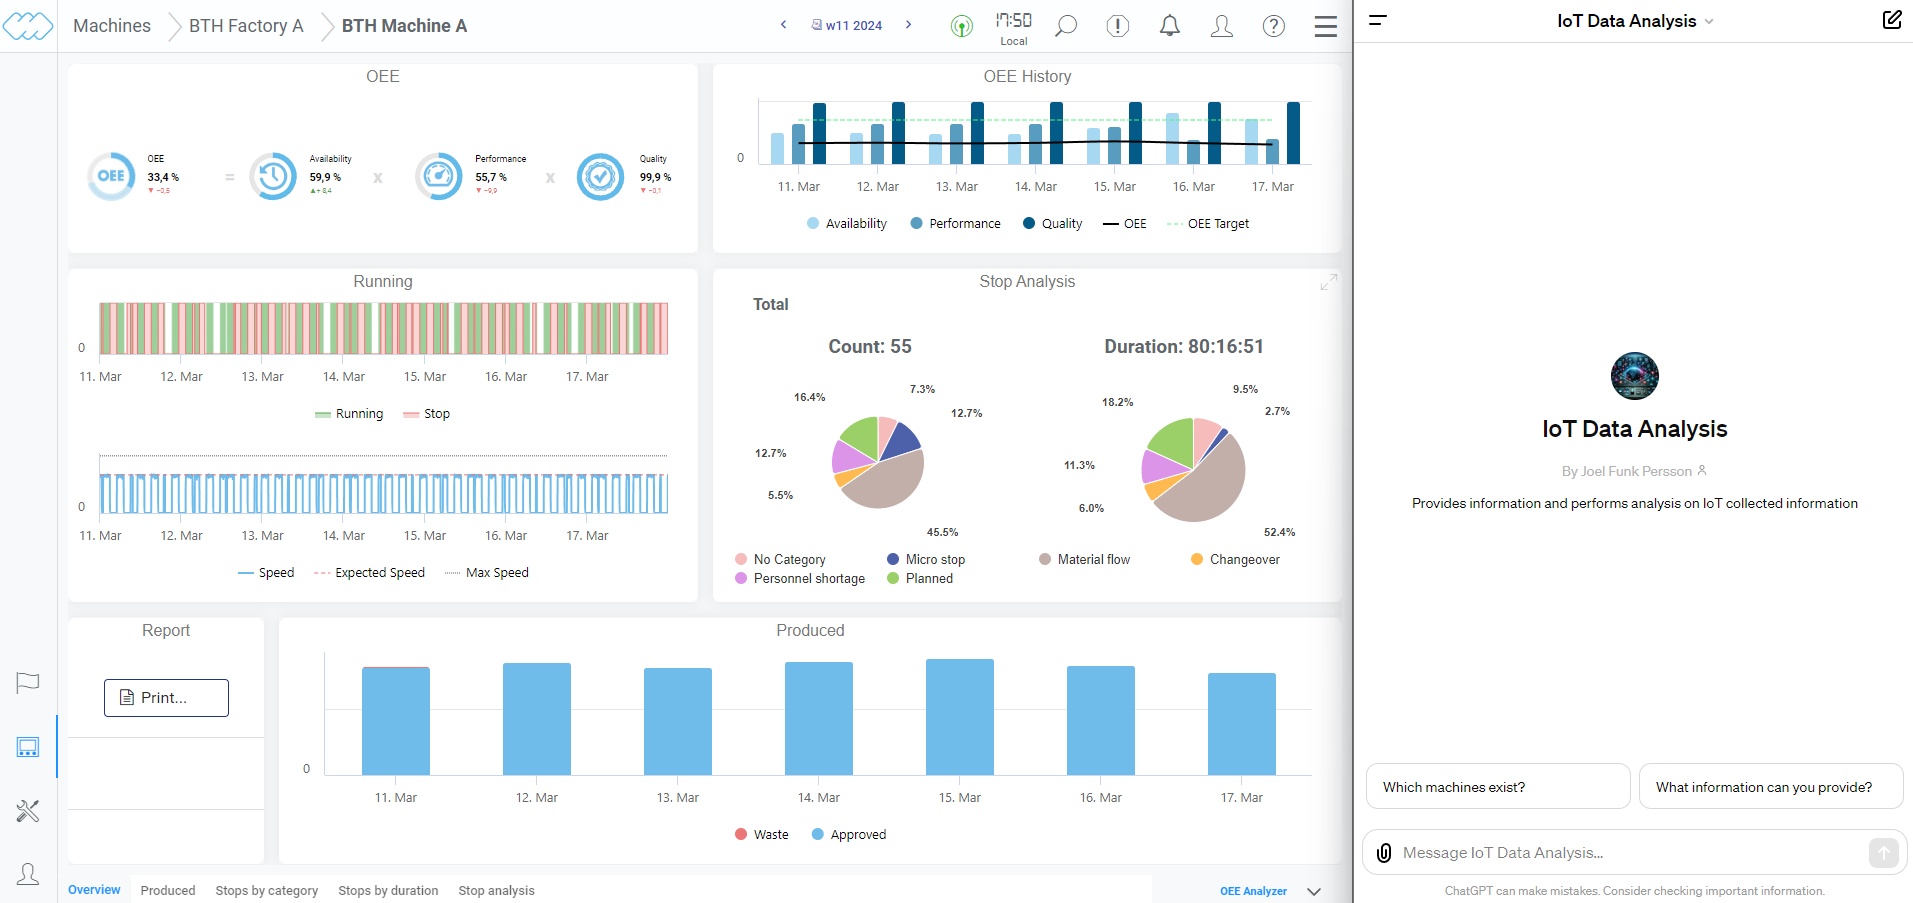 Machines
BTH Factory A
BTH Machine A
w11 2024
17:50
Local
OEE
OEE
OEE
33,4 %
▼ −0,8
=
Availability
59,9 %
▲+ 8,4
x
Performance
55,7 %
▼ −9,9
x
Quality
99,9 %
▼ −0,1
OEE History
0
11. Mar 12. Mar 13. Mar 14. Mar 15. Mar 16. Mar 17. Mar
Availability Performance Quality OEE OEE Target
Running
0
11. Mar 12. Mar 13. Mar 14. Mar 15. Mar 16. Mar 17. Mar
Running Stop
0
11. Mar 12. Mar 13. Mar 14. Mar 15. Mar 16. Mar 17. Mar
Speed Expected Speed Max Speed
Stop Analysis
Total
Count: 55
7.3%
12.7%
45.5%
5.5%
12.7%
16.4%
Duration: 80:16:51
9.5%
2.7%
52.4%
6.0%
11.3%
18.2%
No Category Micro stop Material flow Changeover
Personnel shortage Planned
Report
Print...
Produced
0
11. Mar 12. Mar 13. Mar 14. Mar 15. Mar 16. Mar 17. Mar
Waste Approved
Overview Produced Stops by category Stops by duration Stop analysis
OEE Analyzer
IoT Data Analysis
IoT Data Analysis
By Joel Funk Persson
Provides information and performs analysis on IoT collected information
Which machines exist?
What information can you provide?
Message IoT Data Analysis...
ChatGPT can make mistakes. Consider checking important information.